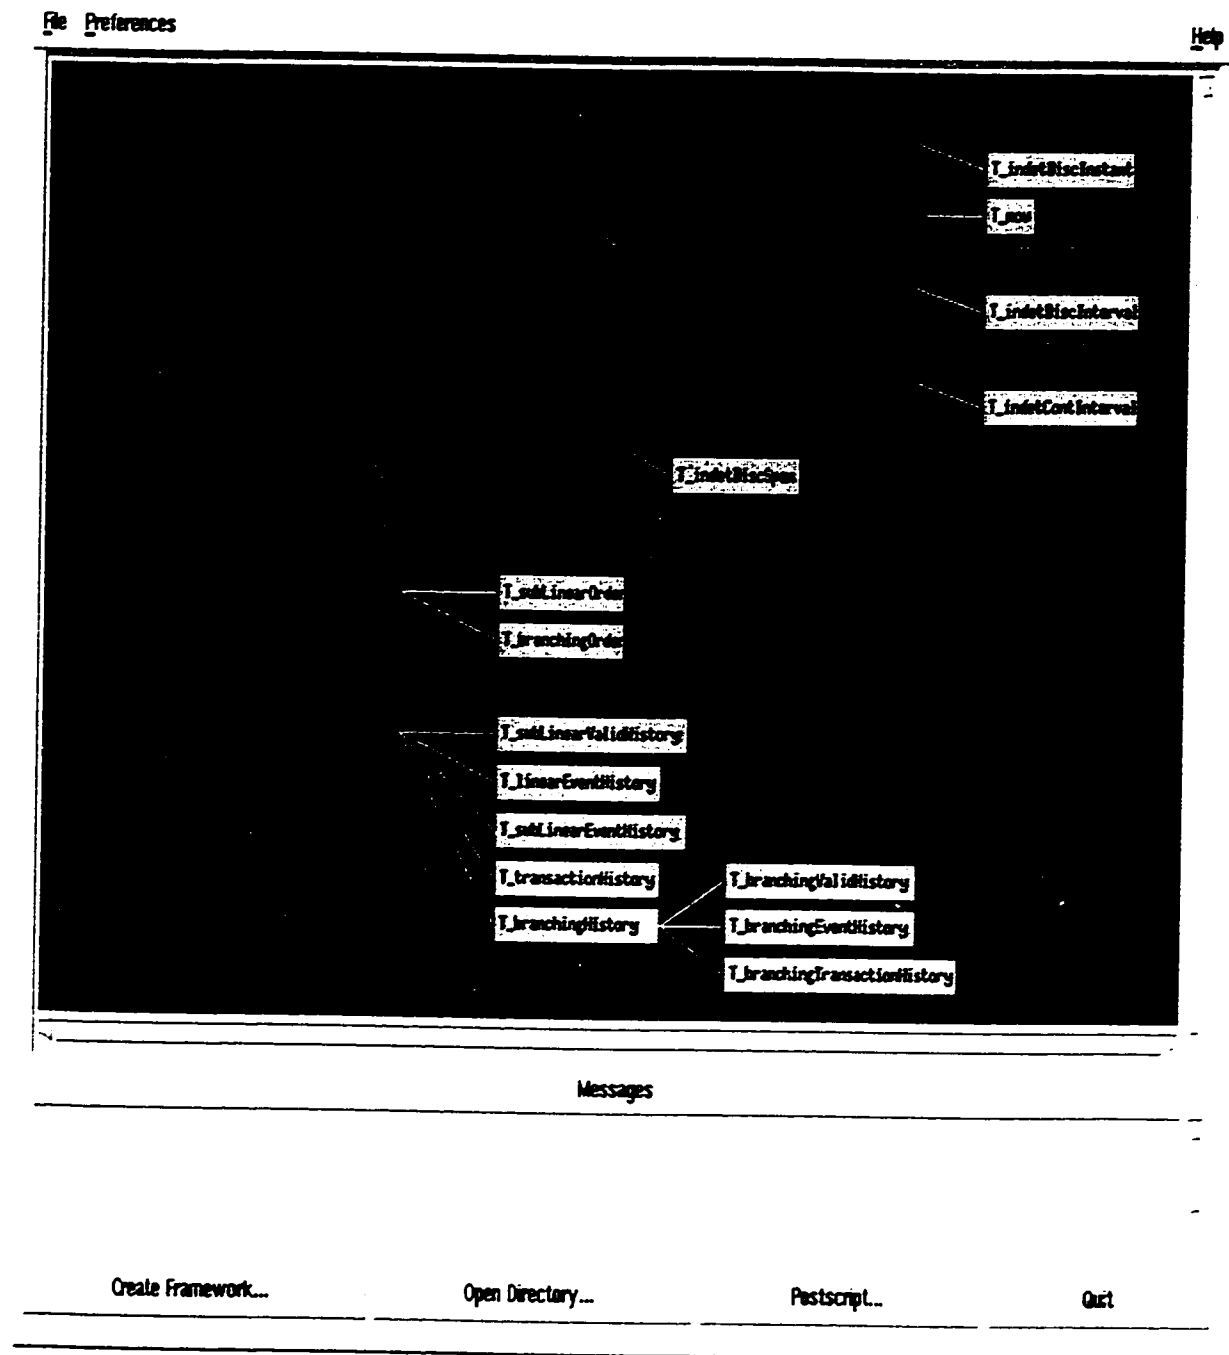 File Preferences
Help
T_indetDiscInstant
T_now
T_indetDiscInterval
T_indetContInterval
T_indetDiscSpan
T_subLinearOrder
T_branchingOrder
T_subLinearValidHistory
T_linearEventHistory
T_subLinearEventHistory
T_transactionHistory
T_branchingValidHistory
T_branchingHistory
T_branchingEventHistory
T_branchingTransactionHistory
Messages
Create Framework...
Open Directory...
Postscript...
Quit